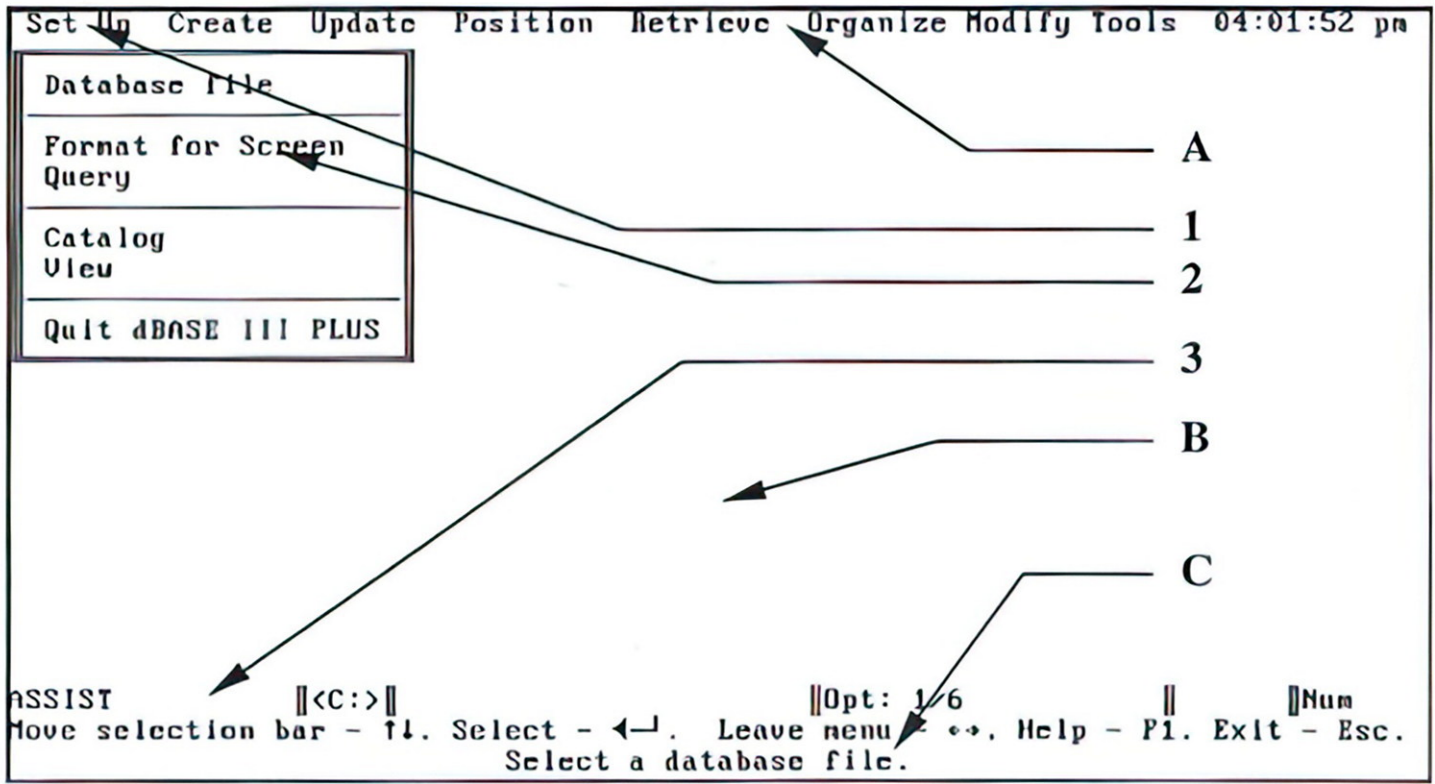 Set Up Create Update Position Retrieve Organize Modify Tools 04:01:52 pm
Database file
Format for Screen
Query
Catalog
View
Quit dBASE III PLUS
A
1
2
3
B
C
ASSIST ‖<C:>‖ ‖Opt: 1/6 ‖ ‖Num
Move selection bar - ↑↓. Select - ◄─┘. Leave menu - ↔. Help - F1. Exit - Esc.
Select a database file.